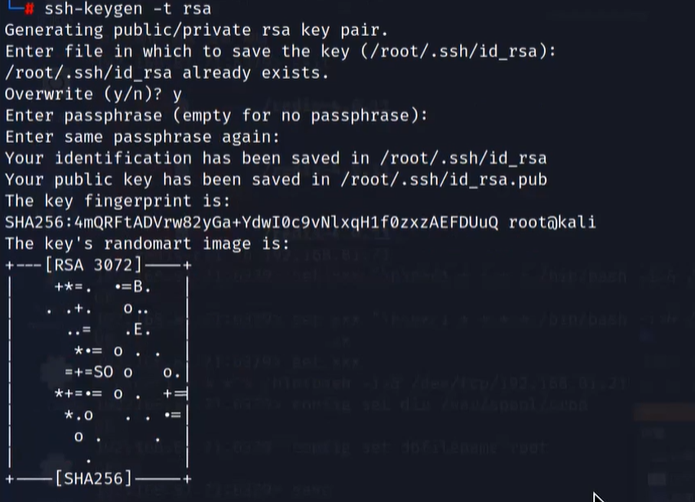 # ssh-keygen -t rsa
Generating public/private rsa key pair.
Enter file in which to save the key (/root/.ssh/id_rsa):
/root/.ssh/id_rsa already exists.
Overwrite (y/n)? y
Enter passphrase (empty for no passphrase):
Enter same passphrase again:
Your identification has been saved in /root/.ssh/id_rsa
Your public key has been saved in /root/.ssh/id_rsa.pub
The key fingerprint is:
SHA256:4mQRFtADVrw82yGa+YdwI0c9vNlxqH1f0zxzAEFDUuQ root@kali
The key's randomart image is:
+---[RSA 3072]----+
|    +*=.  .=B.   |
|   . .+.   o..   |
|     ..=   .E.   |
|      *.= o . .  |
|     =+=SO o   o.|
|    *+=.= o .  +=|
|     *.o   . . .=|
|      o .     .  |
|       .         |
+----[SHA256]-----+